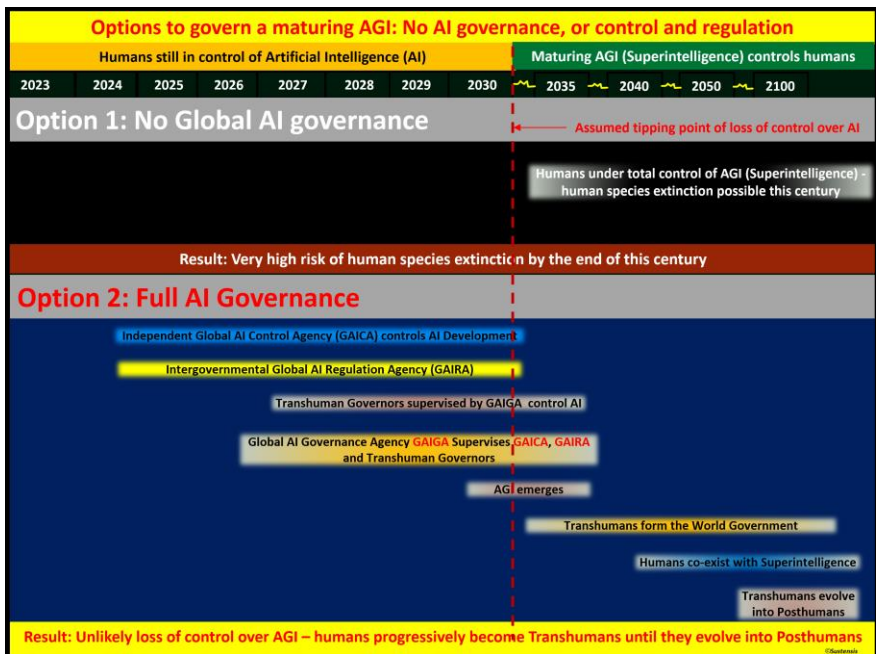 Options to govern a maturing AGI: No AI governance, or control and regulation
Humans still in control of Artificial Intelligence (AI)
Maturing AGI (Superintelligence) controls humans
2023 2024 2025 2026 2027 2028 2029 2030 2035 2040 2050 2100
Option 1: No Global AI governance
Assumed tipping point of loss of control over AI
Humans under total control of AGI (Superintelligence) -
human species extinction possible this century
Result: Very high risk of human species extinction by the end of this century
Option 2: Full AI Governance
Independent Global AI Control Agency (GAICA) controls AI Development
Intergovernmental Global AI Regulation Agency (GAIRA)
Transhuman Governors supervised by GAIGA control AI
Global AI Governance Agency GAIGA Supervises GAICA, GAIRA
and Transhuman Governors
AGI emerges
Transhumans form the World Government
Humans co-exist with Superintelligence
Transhumans evolve
into Posthumans
Result: Unlikely loss of control over AGI – humans progressively become Transhumans until they evolve into Posthumans
©Sustensis